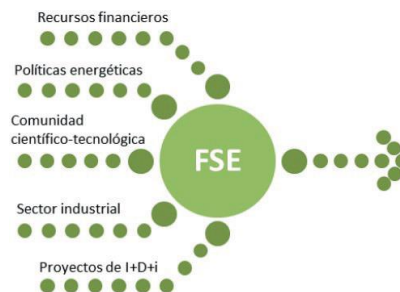 Recursos financieros
Políticas energéticas
Comunidad
científico-tecnológica
FSE
Sector industrial
Proyectos de I+D+i